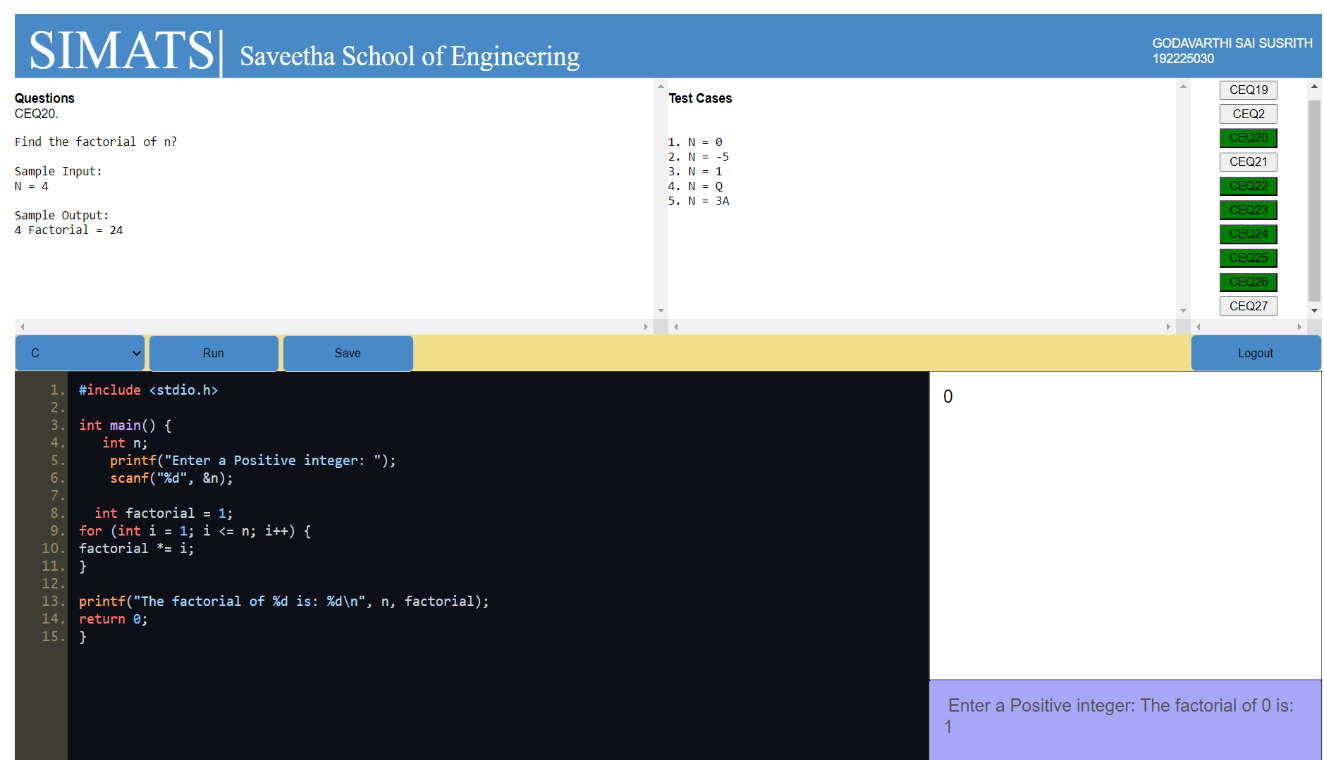 SIMATS| Saveetha School of Engineering
GODAVARTHI SAI SUSRITH
192225030
Questions
CEQ20.
Find the factorial of n?
Sample Input:
N = 4
Sample Output:
4 Factorial = 24
Test Cases
1. N = 0
2. N = -5
3. N = 1
4. N = Q
5. N = 3A
CEQ19
CEQ2
CEQ20
CEQ21
CEQ22
CEQ23
CEQ24
CEQ25
CEQ26
CEQ27
C Run Save Logout
1. #include <stdio.h>
2.
3. int main() {
4. int n;
5. printf("Enter a Positive integer: ");
6. scanf("%d", &n);
7.
8. int factorial = 1;
9. for (int i = 1; i <= n; i++) {
10. factorial *= i;
11. }
12.
13. printf("The factorial of %d is: %d\n", n, factorial);
14. return 0;
15. }
0
Enter a Positive integer: The factorial of 0 is:
1